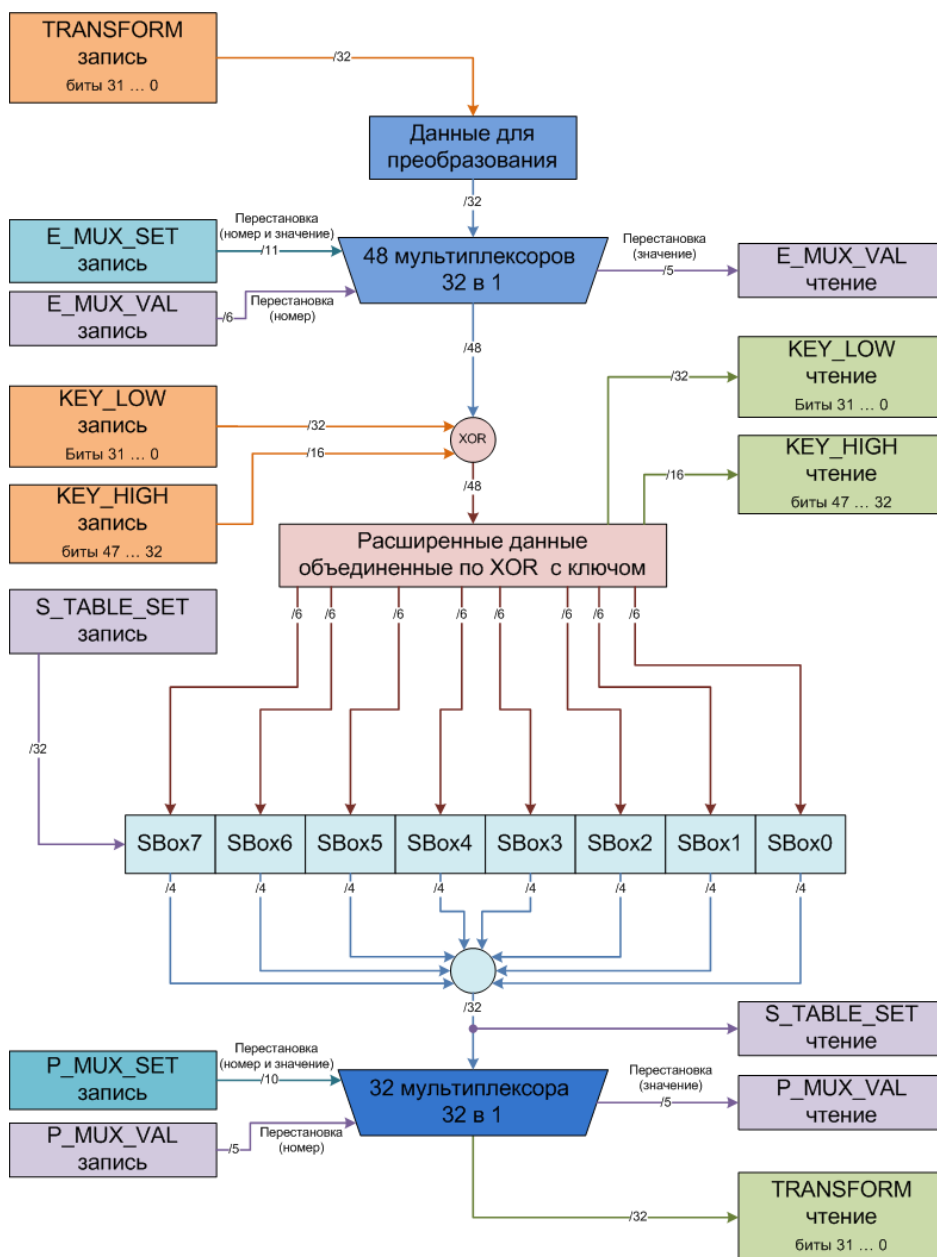 TRANSFORM
запись
биты 31 ... 0
/32
Данные для
преобразования
/32
E_MUX_SET
запись
Перестановка
(номер и значение)
/11
48 мультиплексоров
32 в 1
Перестановка
(значение)
/5
E_MUX_VAL
чтение
E_MUX_VAL
запись
/6
Перестановка
(номер)
/48
KEY_LOW
чтение
Биты 31 ... 0
/32
KEY_LOW
запись
Биты 31 ... 0
/32
XOR
/16
KEY_HIGH
чтение
биты 47 ... 32
/16
KEY_HIGH
запись
биты 47 ... 32
/48
Расширенные данные
объединенные по XOR с ключом
S_TABLE_SET
запись
/6
/6
/6
/6
/6
/6
/6
/6
/32
SBox7
SBox6
SBox5
SBox4
SBox3
SBox2
SBox1
SBox0
/4
/4
/4
/4
/4
/4
/4
/4
/32
S_TABLE_SET
чтение
P_MUX_SET
запись
Перестановка
(номер и значение)
/10
32 мультиплексора
32 в 1
Перестановка
(значение)
/5
P_MUX_VAL
чтение
P_MUX_VAL
запись
/5
Перестановка
(номер)
/32
TRANSFORM
чтение
биты 31 ... 0